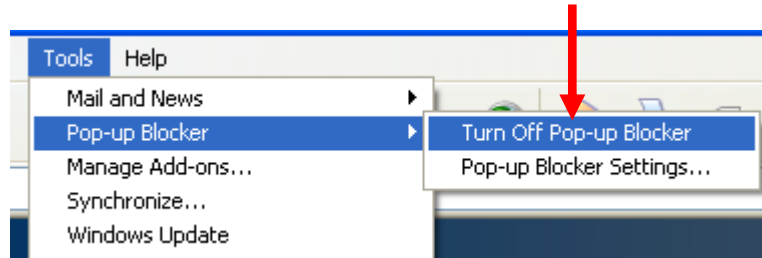 Tools Help
Mail and News
Pop-up Blocker
Turn Off Pop-up Blocker
Manage Add-ons...
Pop-up Blocker Settings...
Synchronize...
Windows Update